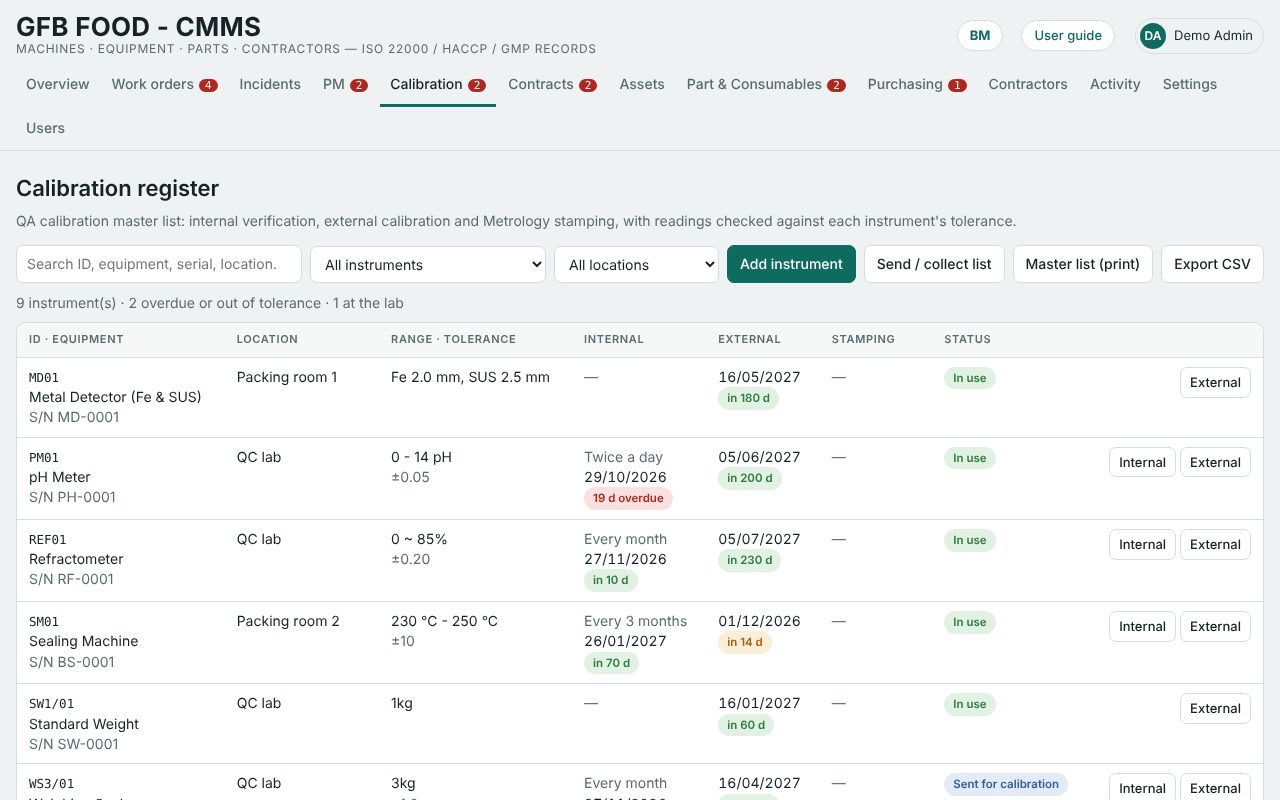 GFB FOOD - CMMS
MACHINES · EQUIPMENT · PARTS · CONTRACTORS — ISO 22000 / HACCP / GMP RECORDS
BM
User guide
DA Demo Admin
Overview Work orders 4 Incidents PM 2 Calibration 2 Contracts 2 Assets Part & Consumables 2 Purchasing 1 Contractors Activity Settings
Users
Calibration register
QA calibration master list: internal verification, external calibration and Metrology stamping, with readings checked against each instrument's tolerance.
Search ID, equipment, serial, location. All instruments All locations Add instrument Send / collect list Master list (print) Export CSV
9 instrument(s) · 2 overdue or out of tolerance · 1 at the lab
ID · EQUIPMENT LOCATION RANGE · TOLERANCE INTERNAL EXTERNAL STAMPING STATUS
MD01 Packing room 1 Fe 2.0 mm, SUS 2.5 mm — 16/05/2027 — In use External
Metal Detector (Fe & SUS) in 180 d
S/N MD-0001
PM01 QC lab 0 - 14 pH Twice a day 05/06/2027 — In use Internal External
pH Meter ±0.05 29/10/2026 in 200 d
S/N PH-0001 19 d overdue
REF01 QC lab 0 ~ 85% Every month 05/07/2027 — In use Internal External
Refractometer ±0.20 27/11/2026 in 230 d
S/N RF-0001 in 10 d
SM01 Packing room 2 230 °C - 250 °C Every 3 months 01/12/2026 — In use Internal External
Sealing Machine ±10 26/01/2027 in 14 d
S/N BS-0001 in 70 d
SW1/01 QC lab 1kg — 16/01/2027 — In use External
Standard Weight in 60 d
S/N SW-0001
WS3/01 QC lab 3kg Every month 16/04/2027 — Sent for calibration Internal External